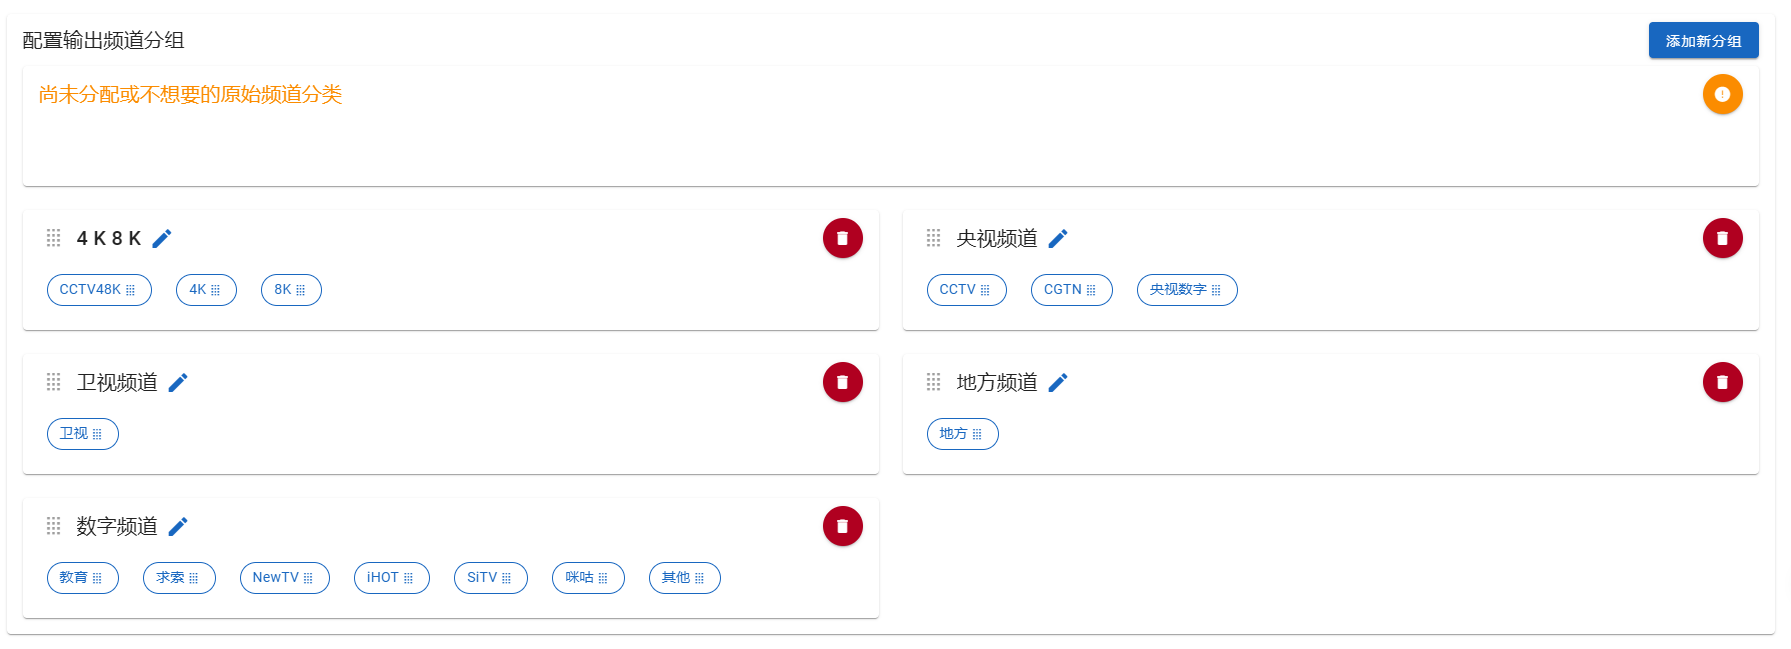 配置输出频道分组
添加新分组
尚未分配或不想要的原始频道分类
4 K 8 K
CCTV48K
4K
8K
央视频道
CCTV
CGTN
央视数字
卫视频道
卫视
地方频道
地方
数字频道
教育
求索
NewTV
iHOT
SiTV
咪咕
其他